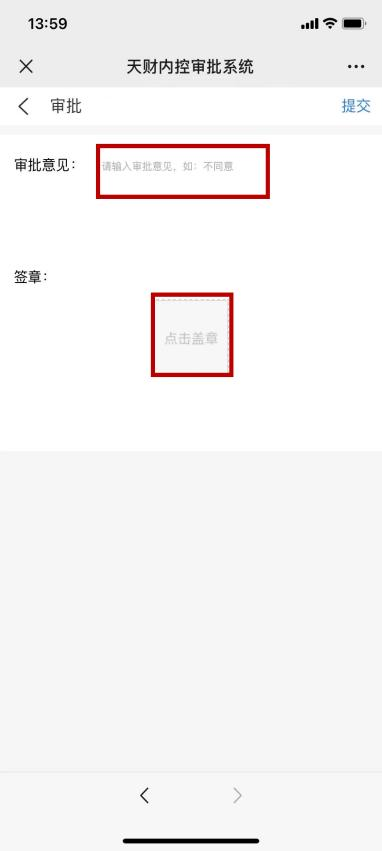 13:59
天财内控审批系统
审批
提交
审批意见：
请输入审批意见，如：不同意
签章：
点击盖章